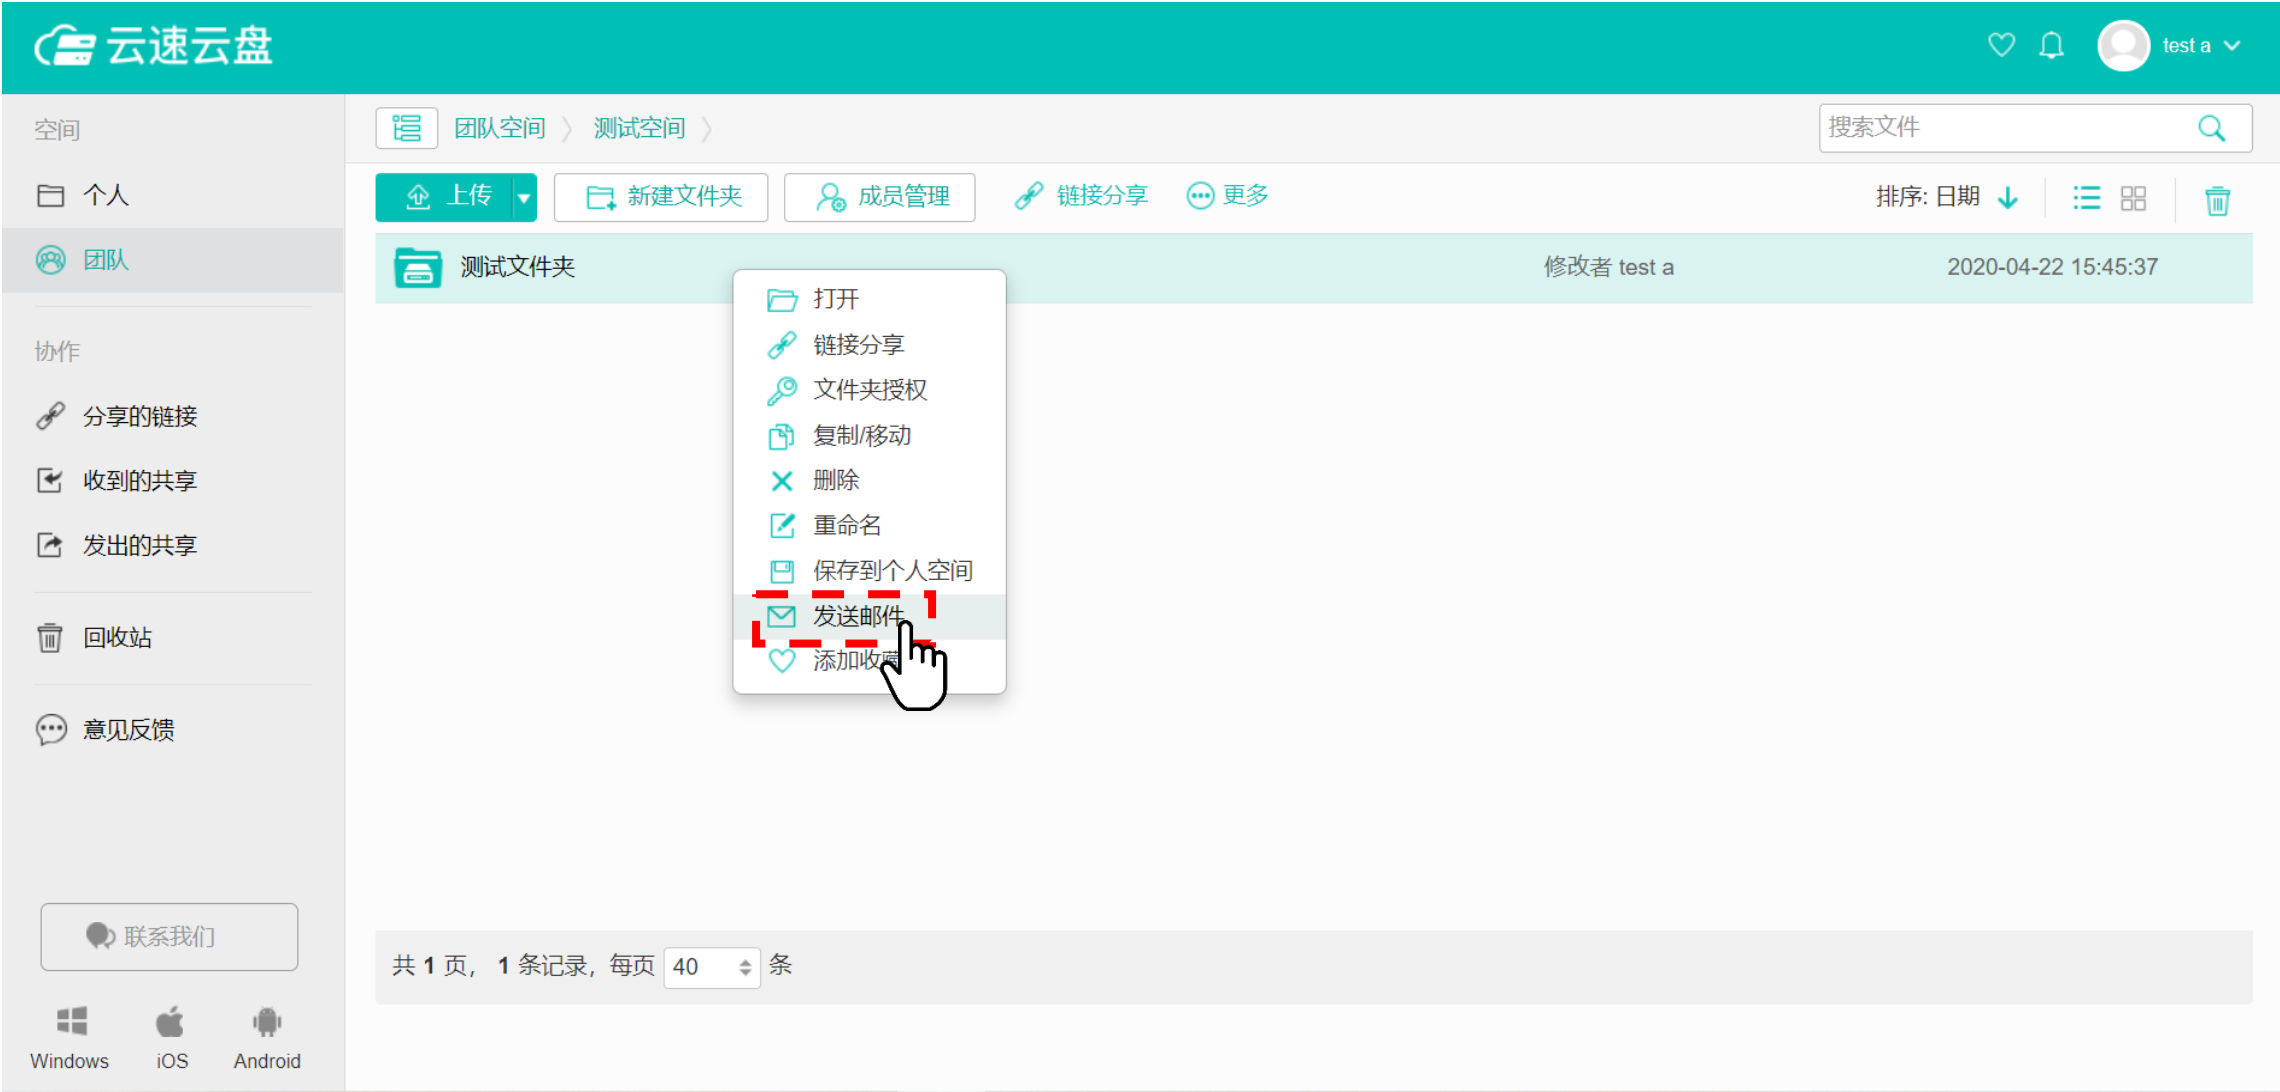 云速云盘
test a
空间
个人
团队
协作
分享的链接
收到的共享
发出的共享
回收站
意见反馈
联系我们
Windows iOS Android
团队空间 测试空间
搜索文件
上传 新建文件夹 成员管理 链接分享 更多
排序: 日期
测试文件夹 修改者 test a 2020-04-22 15:45:37
打开
链接分享
文件夹授权
复制/移动
删除
重命名
保存到个人空间
发送邮件
添加收藏
共 1 页， 1 条记录，每页 40 条